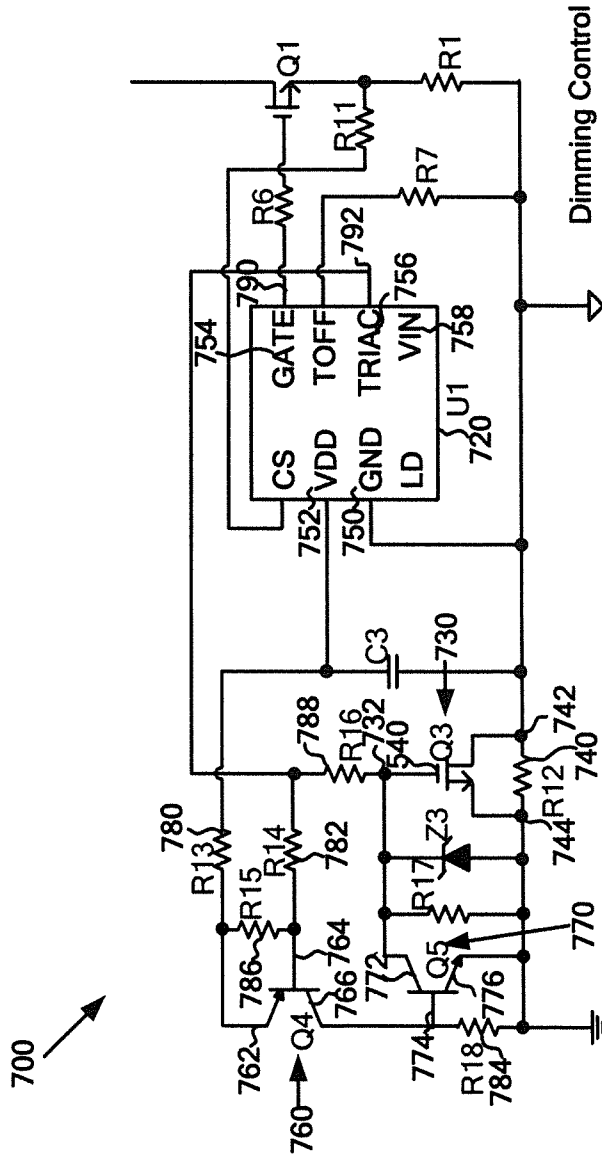 700
780
R13
R15
786
762
764
Q4
760
766
R14
782
788
R16
732
540
Q3
730
772
Q5
R17
Z3
774
776
R18
784
770
744
R12
740
742
C3
752
750
CS
VDD
GND
LD
754
GATE
TOFF
TRIAC
VIN
U1
720
790
792
756
758
R6
Q1
R11
R1
R7
Dimming Control